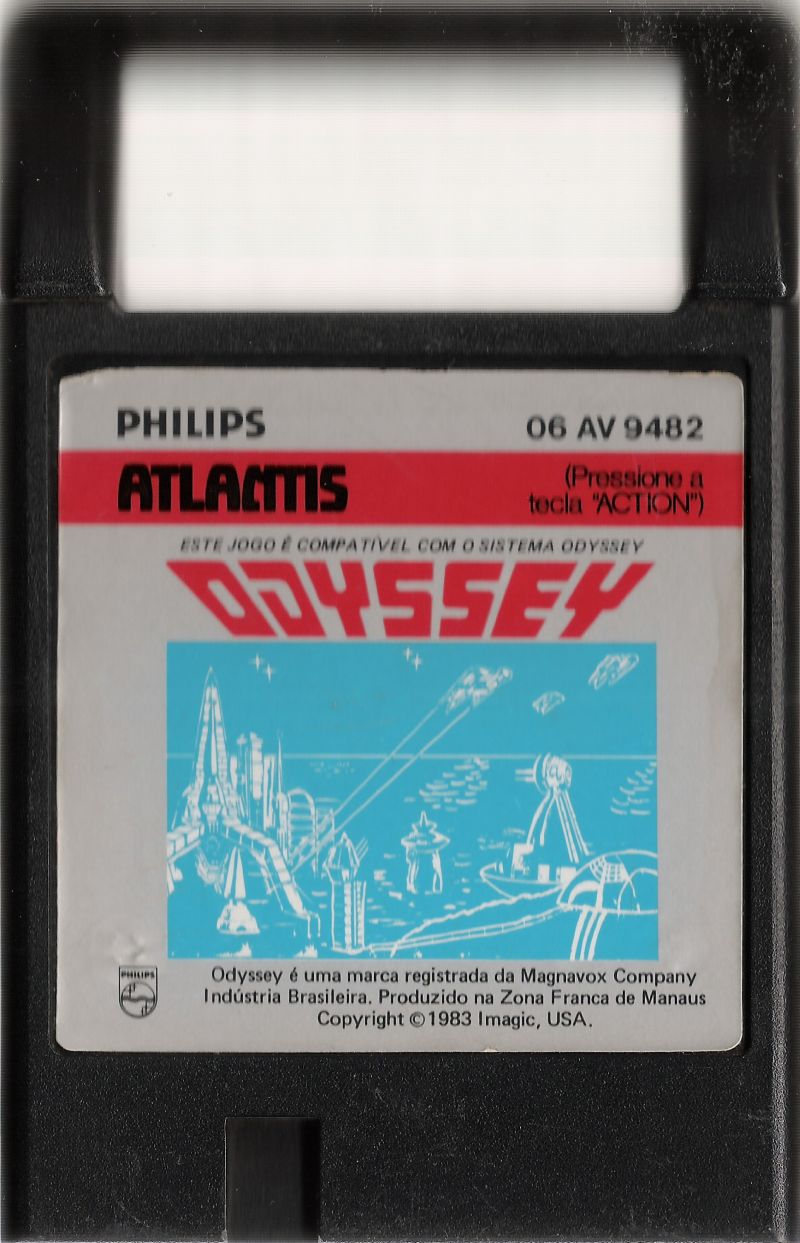 PHILIPS
06 AV 9482
ATLANTIS
(Pressione a
tecla "ACTION")
ESTE JOGO É COMPATÍVEL COM O SISTEMA ODYSSEY
ODYSSEY
PHILIPS
Odyssey é uma marca registrada da Magnavox Company
Indústria Brasileira. Produzido na Zona Franca de Manaus
Copyright © 1983 Imagic, USA.